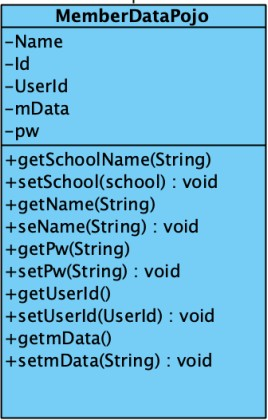 MemberDataPojo
-Name
-Id
-UserId
-mData
-pw
+getSchoolName(String)
+setSchool(school) : void
+getName(String)
+seName(String) : void
+getPw(String)
+setPw(String) : void
+getUserId()
+setUserId(UserId) : void
+getmData()
+setmData(String) : void